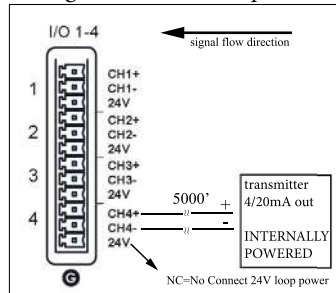 I/O 1-4
signal flow direction
1
CH1+
CH1-
24V
2
CH2+
CH2-
24V
3
CH3+
CH3-
24V
4
CH4+
CH4-
24V
5000’
+
-
transmitter
4/20mA out
INTERNALLY
POWERED
G
NC=No Connect 24V loop power